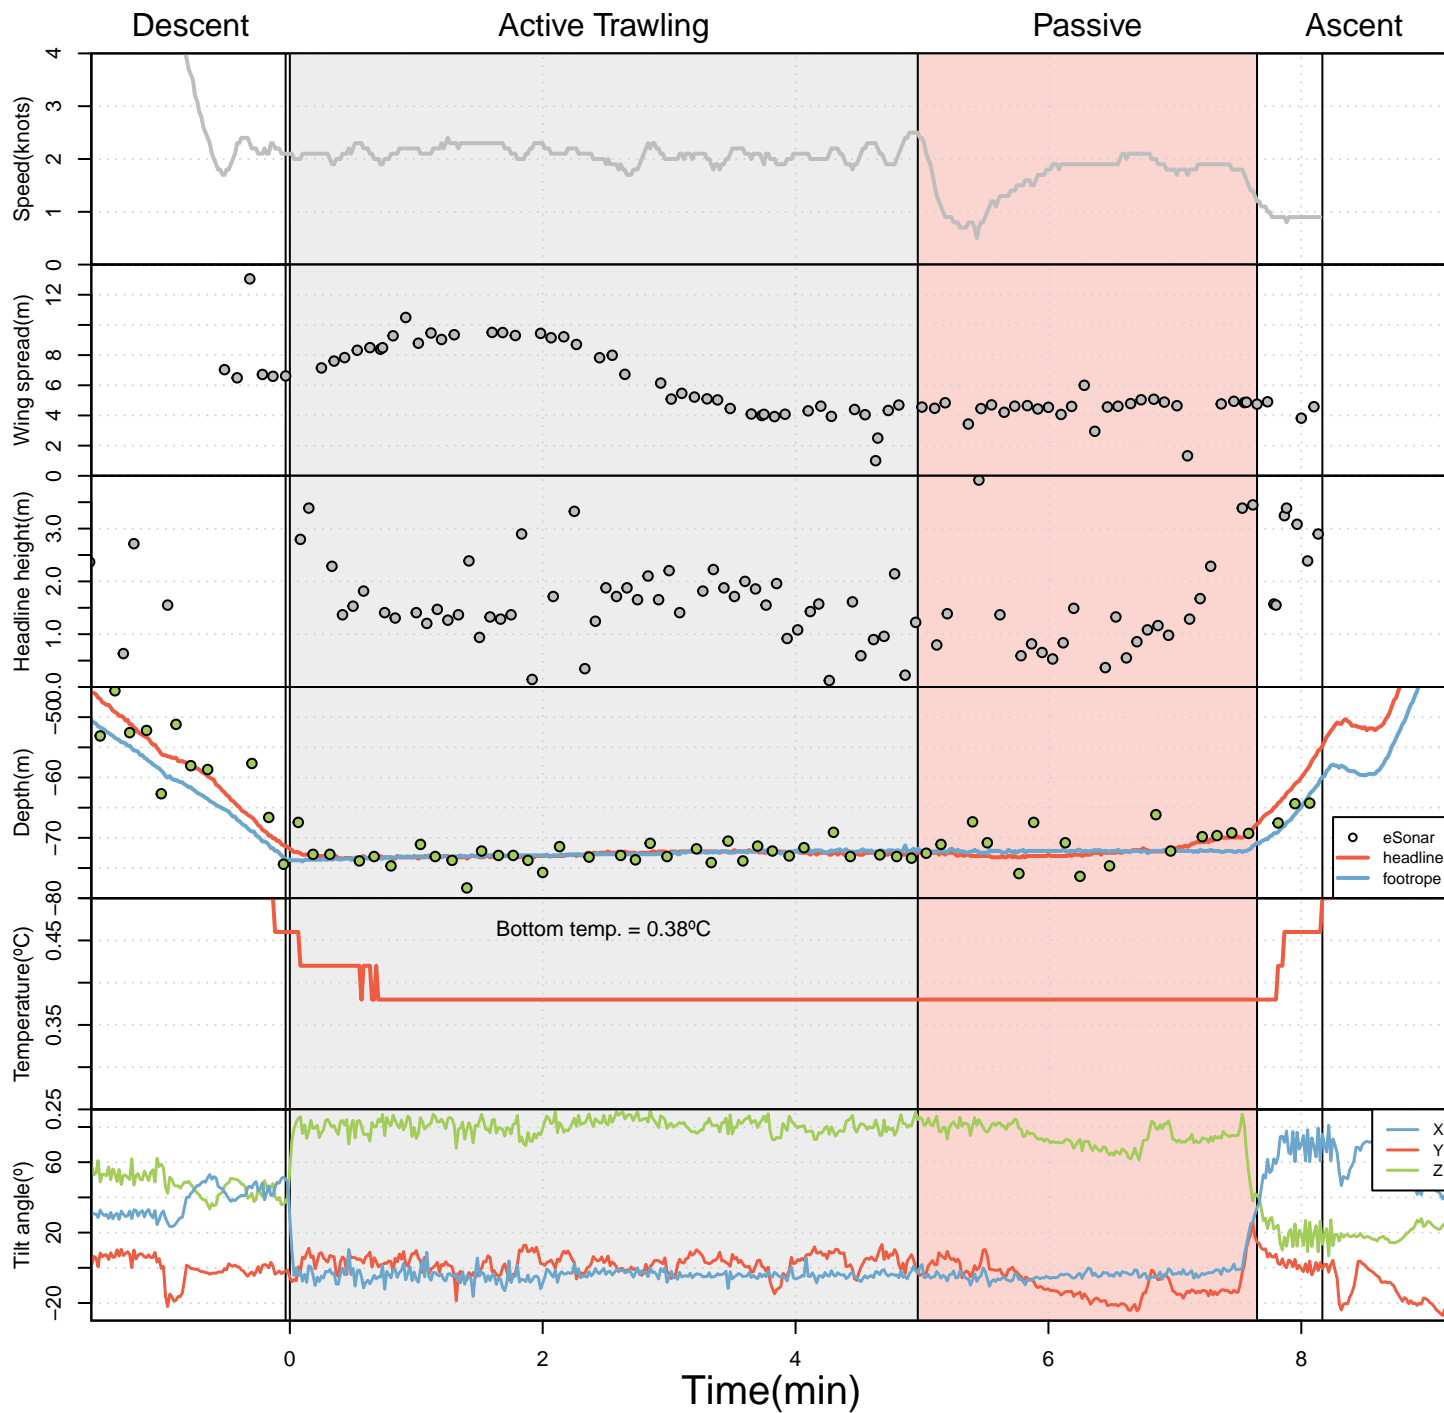 Descent Active Trawling Passive Ascent
Speed(knots)
4
3
2
1
0
Wing spread(m)
12
8
6
4
2
0
Headline height(m)
3.0
2.0
1.0
0.0
Depth(m)
−50
−60
−70
−80
eSonar
headline
footrope
Temperature(ºC)
0.45
0.35
0.25
Bottom temp. = 0.38ºC
Tilt angle(º)
60
20
−20
X
Y
Z
0 2 4 6 8
Time(min)